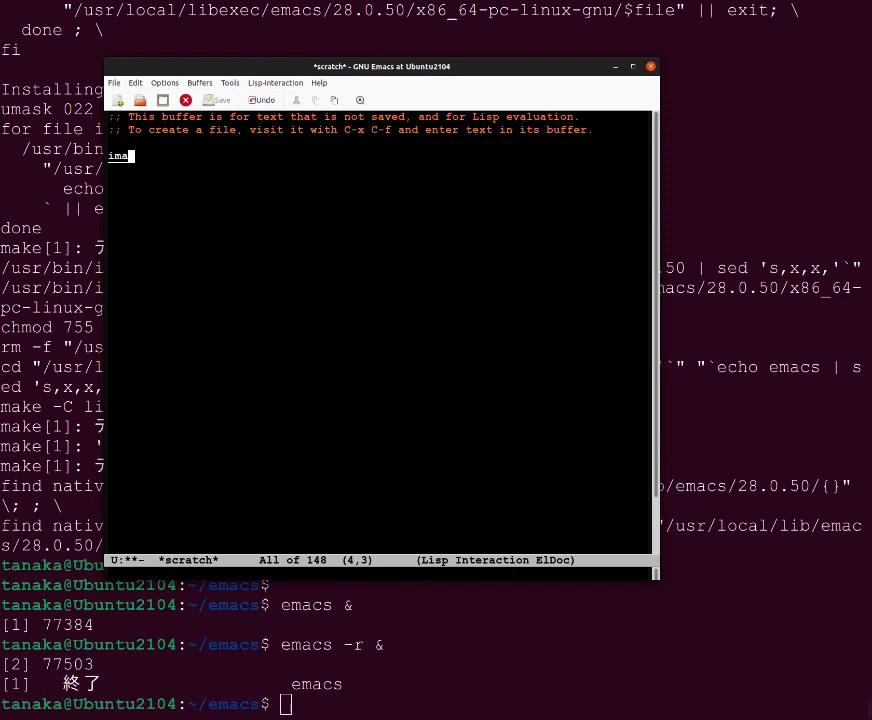 "/usr/local/libexec/emacs/28.0.50/x86_64-pc-linux-gnu/$file" || exit; \
done ; \
fi
Installing
umask 022
for file i
/usr/bin
"/usr/
echo
` || e
done
make[1]: デ
/usr/bin/i
.50 | sed 's,x,x,'`"
/usr/bin/i
macs/28.0.50/x86_64-
pc-linux-g
chmod 755
rm -f "/us
cd "/usr/l
`" "`echo emacs | s
ed 's,x,x,
make -C li
make[1]: デ
make[1]: '
make[1]: デ
find nativ
/emacs/28.0.50/{}"
\; ; \
find nativ
"/usr/local/lib/emac
s/28.0.50/
tanaka@Ubu
tanaka@Ubuntu2104:~/emacs$
tanaka@Ubuntu2104:~/emacs$ emacs &
[1] 77384
tanaka@Ubuntu2104:~/emacs$ emacs -r &
[2] 77503
[1] 終了 emacs
tanaka@Ubuntu2104:~/emacs$
*scratch* - GNU Emacs at Ubuntu2104
File Edit Options Buffers Tools Lisp-Interaction Help
Save Undo
;; This buffer is for text that is not saved, and for Lisp evaluation.
;; To create a file, visit it with C-x C-f and enter text in its buffer.
ima
U:**- *scratch* All of 148 (4,3) (Lisp Interaction ElDoc)